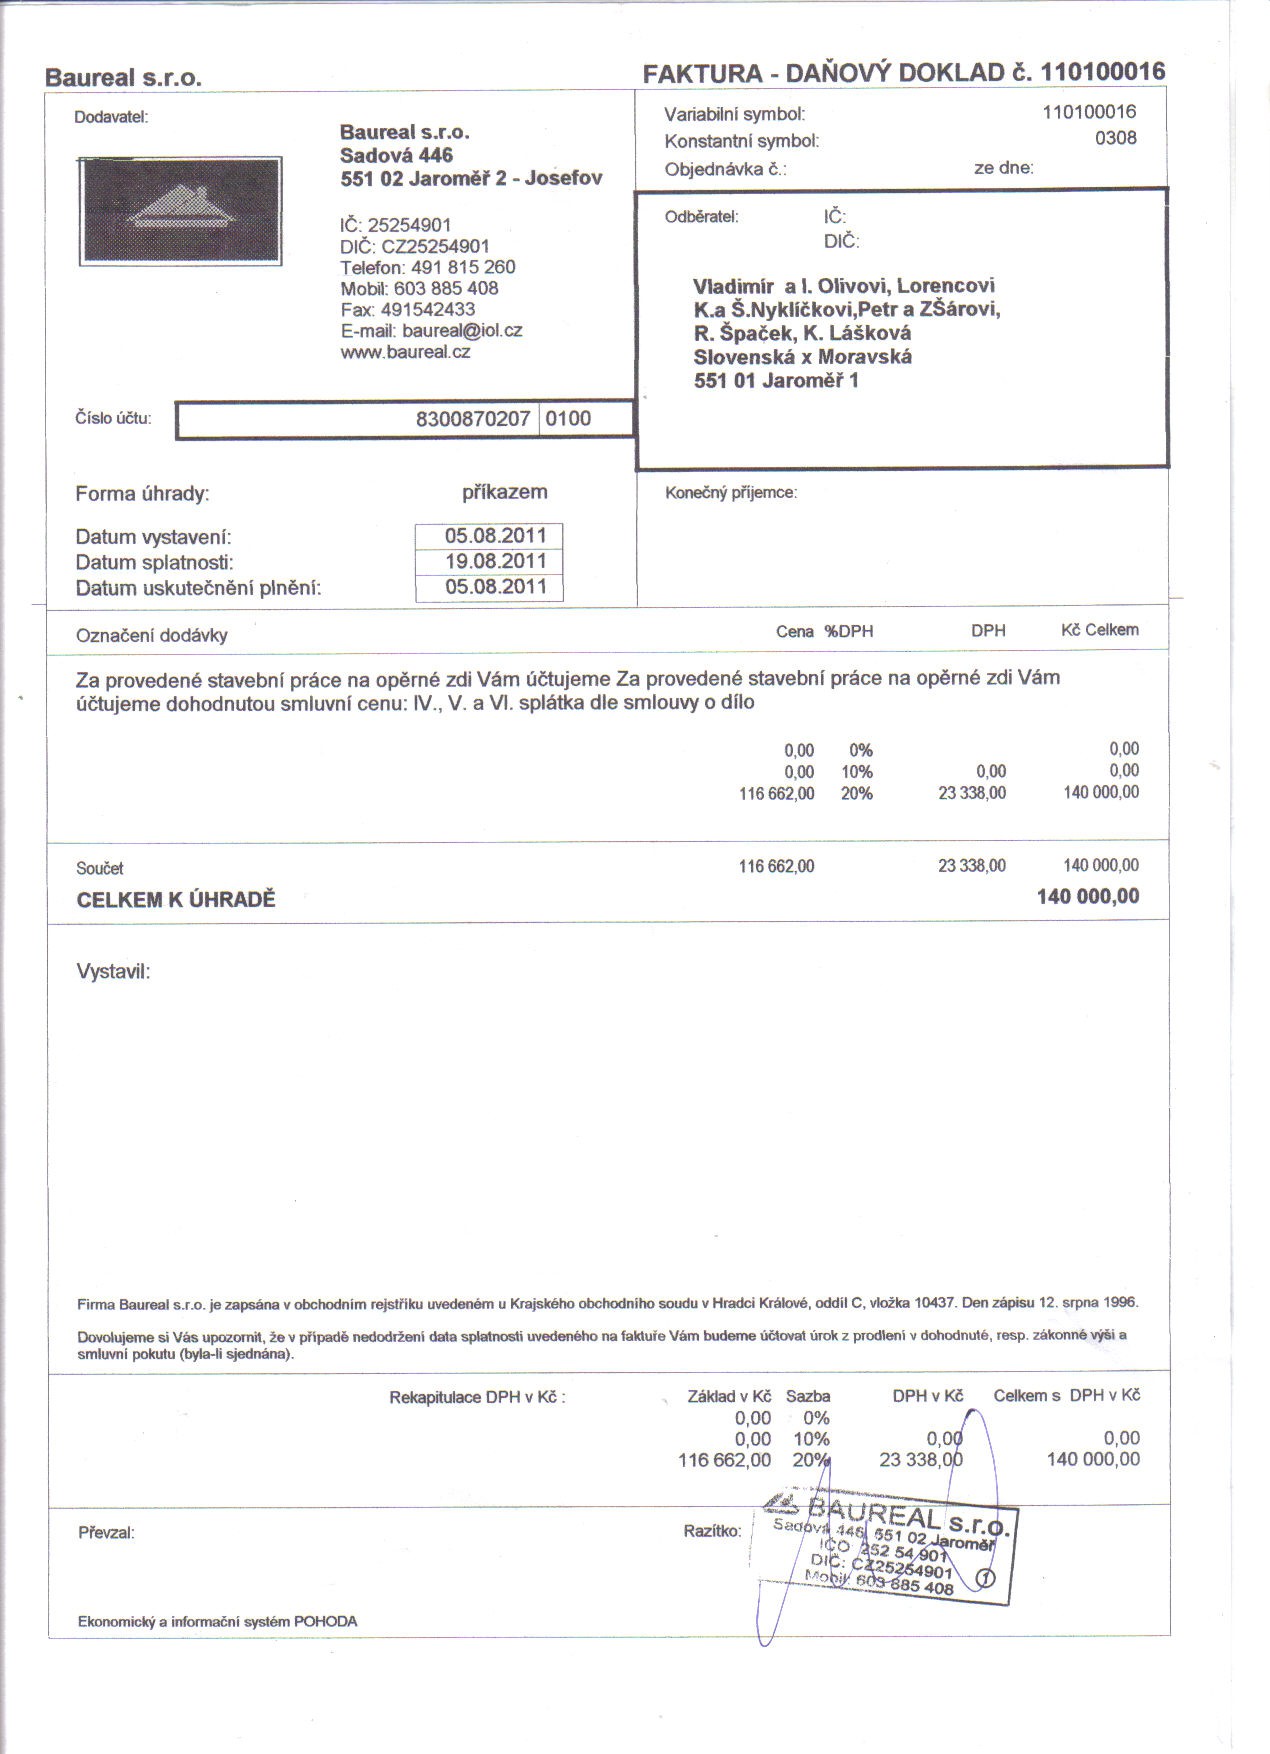 Baureal s.r.o.
FAKTURA - DAŇOVÝ DOKLAD č. 110100016
Dodavatel:
Baureal s.r.o.
Sadová 446
551 02 Jaroměř 2 - Josefov
IČ: 25254901
DIČ: CZ25254901
Telefon: 491 815 260
Mobil: 603 885 408
Fax: 491542433
E-mail: baureal@iol.cz
www.baureal.cz
Číslo účtu: 8300870207 0100
Variabilní symbol: 110100016
Konstantní symbol: 0308
Objednávka č.: ze dne:
Odběratel: IČ:
DIČ:
Vladimír a I. Olivovi, Lorencovi
K.a Š.Nyklíčkovi,Petr a ZŠárovi,
R. Špaček, K. Lášková
Slovenská x Moravská
551 01 Jaroměř 1
Forma úhrady: příkazem
Datum vystavení: 05.08.2011
Datum splatnosti: 19.08.2011
Datum uskutečnění plnění: 05.08.2011
Konečný příjemce:
Označení dodávky Cena %DPH DPH Kč Celkem
Za provedené stavební práce na opěrné zdi Vám účtujeme Za provedené stavební práce na opěrné zdi Vám
účtujeme dohodnutou smluvní cenu: IV., V. a VI. splátka dle smlouvy o dílo
0,00 0% 0,00
0,00 10% 0,00 0,00
116 662,00 20% 23 338,00 140 000,00
Součet 116 662,00 23 338,00 140 000,00
CELKEM K ÚHRADĚ 140 000,00
Vystavil:
Firma Baureal s.r.o. je zapsána v obchodním rejstříku uvedeném u Krajského obchodního soudu v Hradci Králové, oddíl C, vložka 10437. Den zápisu 12. srpna 1996.
Dovolujeme si Vás upozornit, že v případě nedodržení data splatnosti uvedeného na faktuře Vám budeme účtovat úrok z prodlení v dohodnuté, resp. zákonné výši a
smluvní pokutu (byla-li sjednána).
Rekapitulace DPH v Kč : Základ v Kč Sazba DPH v Kč Celkem s DPH v Kč
0,00 0%
0,00 10% 0,00 0,00
116 662,00 20% 23 338,00 140 000,00
Převzal:
Razítko:
BAUREAL s.r.o.
Sadová 446, 551 02 Jaroměř
IČO 252 54 901
DIČ: CZ25254901
Mobil: 603 885 408
1
Ekonomický a informační systém POHODA